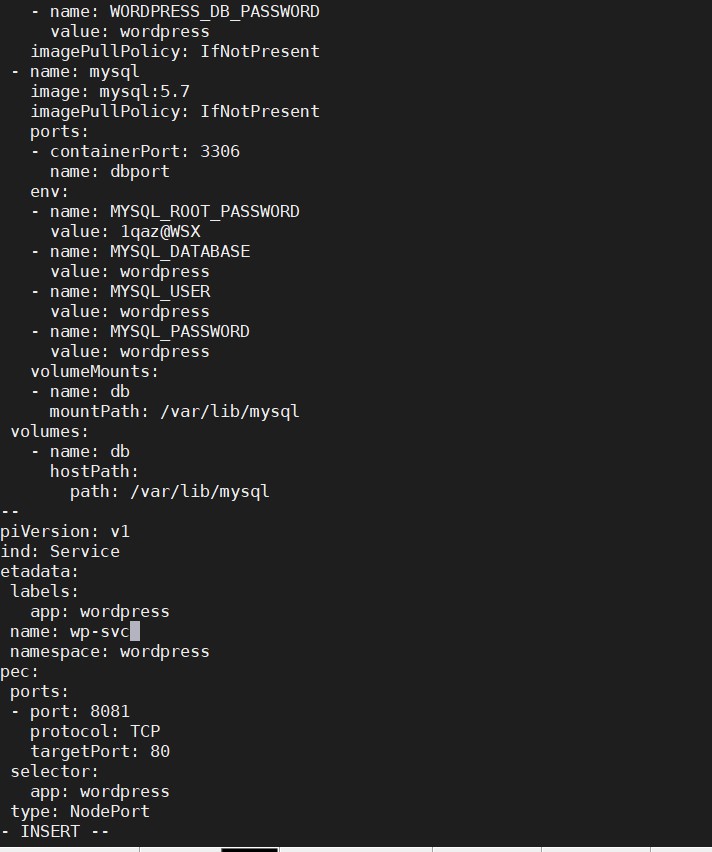 - name: WORDPRESS_DB_PASSWORD
     value: wordpress
   imagePullPolicy: IfNotPresent
 - name: mysql
   image: mysql:5.7
   imagePullPolicy: IfNotPresent
   ports:
   - containerPort: 3306
     name: dbport
   env:
   - name: MYSQL_ROOT_PASSWORD
     value: 1qaz@WSX
   - name: MYSQL_DATABASE
     value: wordpress
   - name: MYSQL_USER
     value: wordpress
   - name: MYSQL_PASSWORD
     value: wordpress
   volumeMounts:
   - name: db
     mountPath: /var/lib/mysql
 volumes:
   - name: db
     hostPath:
       path: /var/lib/mysql
--
piVersion: v1
ind: Service
etadata:
 labels:
   app: wordpress
 name: wp-svc
 namespace: wordpress
pec:
 ports:
 - port: 8081
   protocol: TCP
   targetPort: 80
 selector:
   app: wordpress
 type: NodePort
- INSERT --